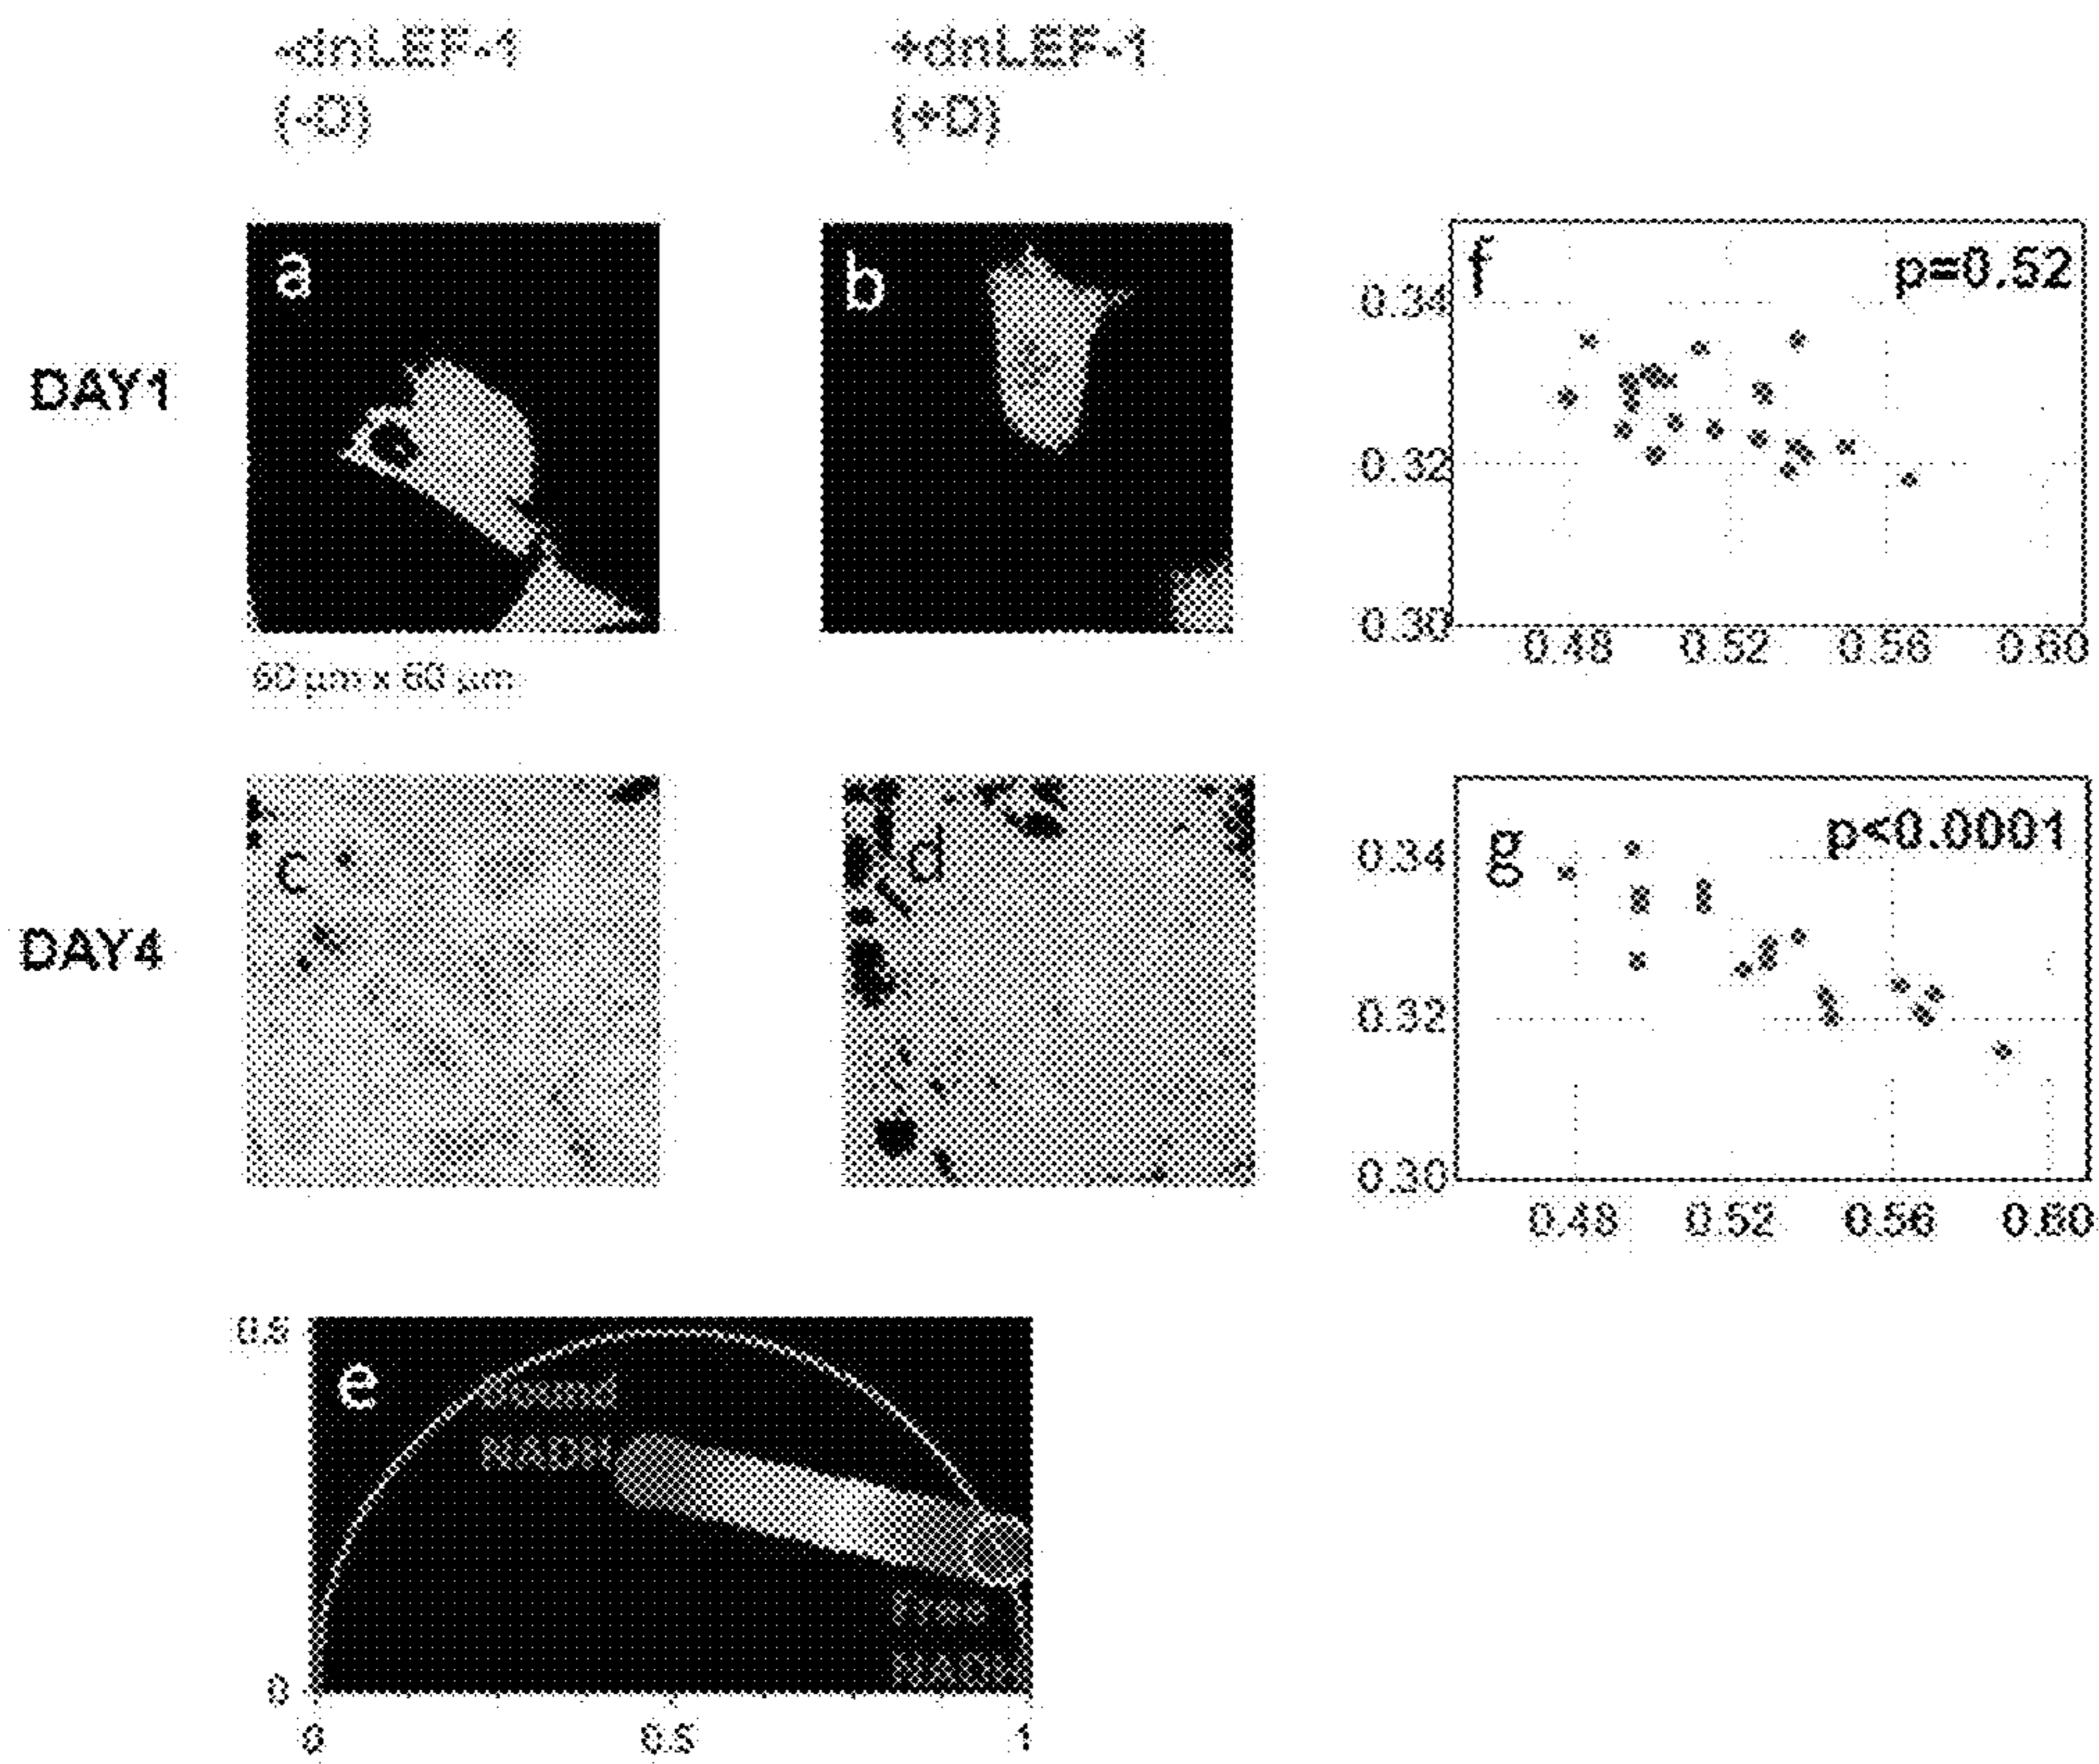 -dnLEF-1
(-D)
+dnLEF-1
(+D)
DAY1
a
b
f
p=0.52
0.34
0.32
0.30
0.48 0.52 0.56 0.60
60 µm x 60 µm
DAY4
c
d
g
p<0.0001
0.34
0.32
0.30
0.48 0.52 0.56 0.60
e
Bound
NADH
Free
NADH
0
0 0.5 1